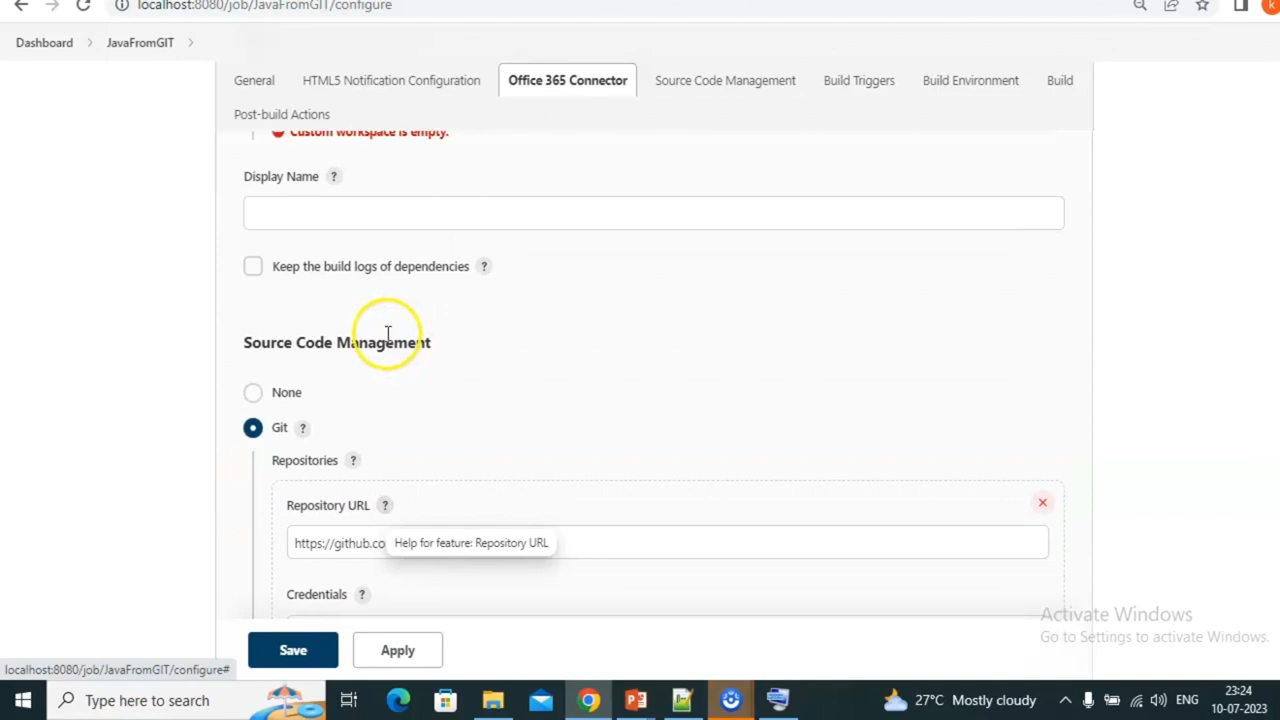 localhost:8080/job/JavaFromGIT/configure
k
Dashboard JavaFromGIT
General HTML5 Notification Configuration Office 365 Connector Source Code Management Build Triggers Build Environment Build
Post-build Actions
Custom workspace is empty.
Display Name ?
Keep the build logs of dependencies ?
Source Code Management
None
Git ?
Repositories ?
Repository URL ?
https://github.co
Help for feature: Repository URL
Credentials ?
Activate Windows
Go to Settings to activate Windows.
Save Apply
localhost:8080/job/JavaFromGIT/configure#
Type here to search
27°C Mostly cloudy
ENG
23:24
10-07-2023